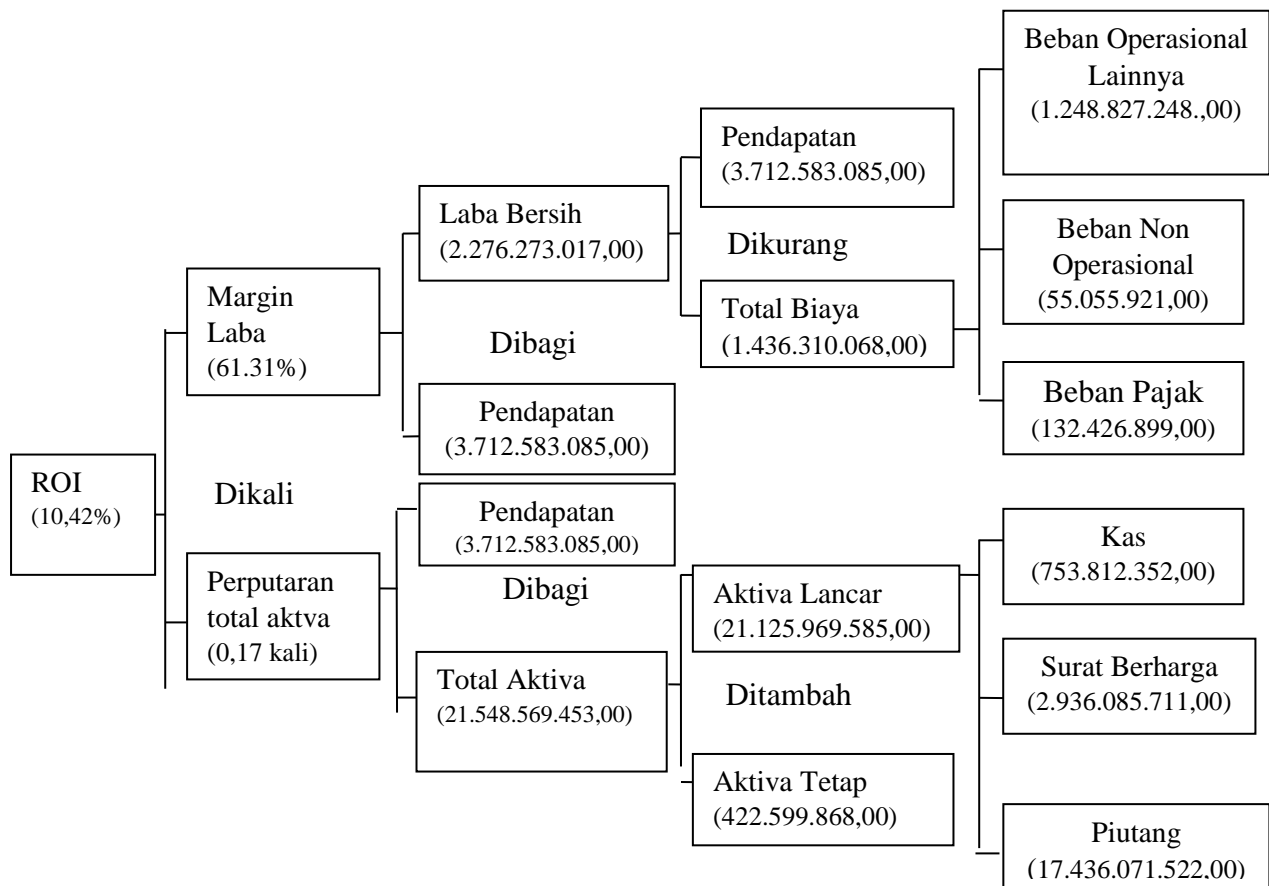 Beban Operasional
Lainnya
(1.248.827.248.,00)
Pendapatan
(3.712.583.085,00)
Laba Bersih
(2.276.273.017,00)
Dikurang
Beban Non
Operasional
(55.055.921,00)
Margin
Laba
(61.31%)
Total Biaya
(1.436.310.068,00)
Dibagi
Beban Pajak
(132.426.899,00)
Pendapatan
(3.712.583.085,00)
ROI
(10,42%)
Dikali
Pendapatan
(3.712.583.085,00)
Kas
(753.812.352,00)
Perputaran
total aktva
(0,17 kali)
Dibagi
Aktiva Lancar
(21.125.969.585,00)
Total Aktiva
(21.548.569.453,00)
Ditambah
Surat Berharga
(2.936.085.711,00)
Aktiva Tetap
(422.599.868,00)
Piutang
(17.436.071.522,00)